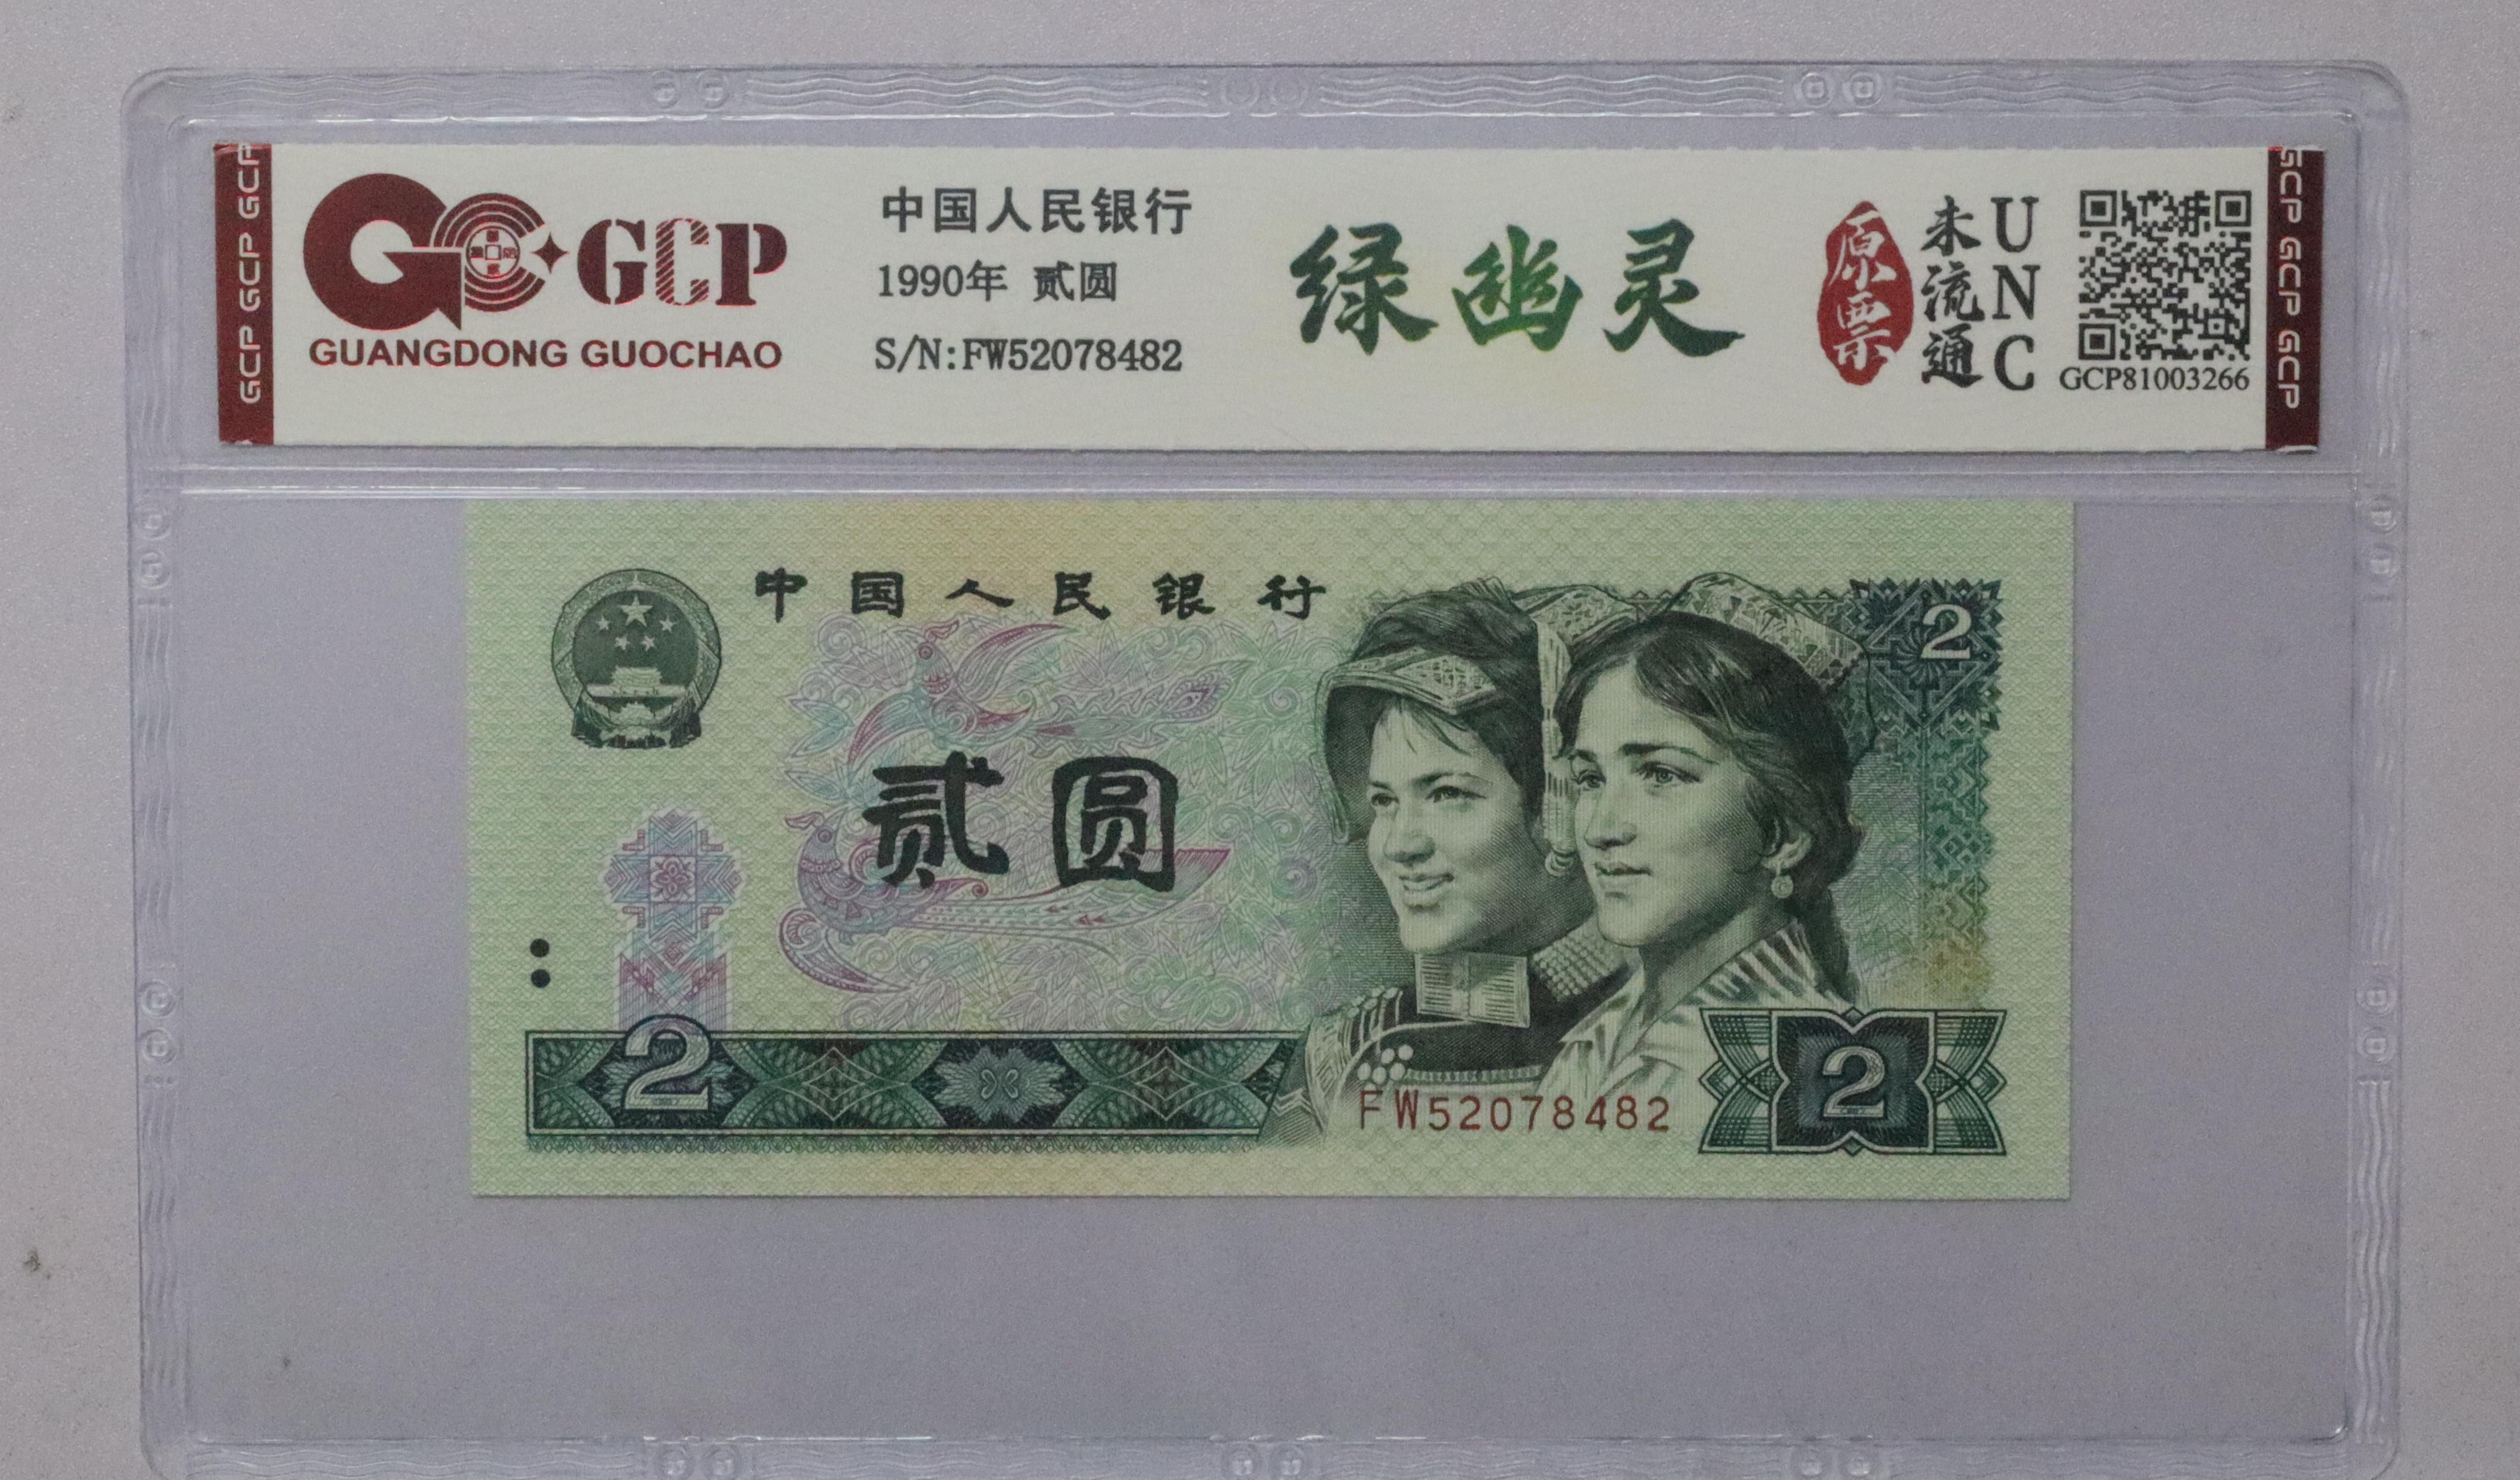 GCP GCP GCP
GCP
GUANGDONG GUOCHAO
中国人民银行
1990年 贰圆
S/N:FW52078482
绿幽灵
原票
未流通
UNC
GCP81003266
GCP GCP GCP
中国人民银行
2
贰圆
2
FW52078482
2